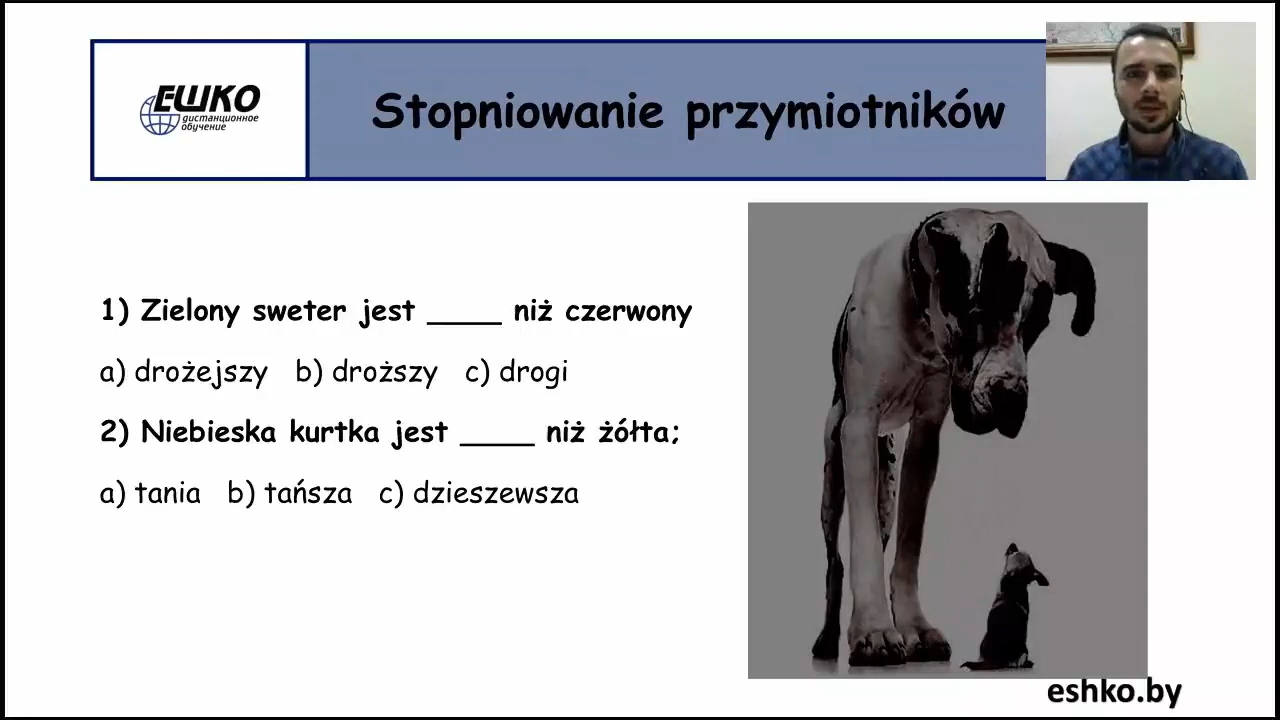 ЕШКО
дистанционное
обучение
Stopniowanie przymiotników
1) Zielony sweter jest ____ niż czerwony
a) drożejszy b) droższy c) drogi
2) Niebieska kurtka jest ____ niż żółta;
a) tania b) tańsza c) dzieszewsza
eshko.by